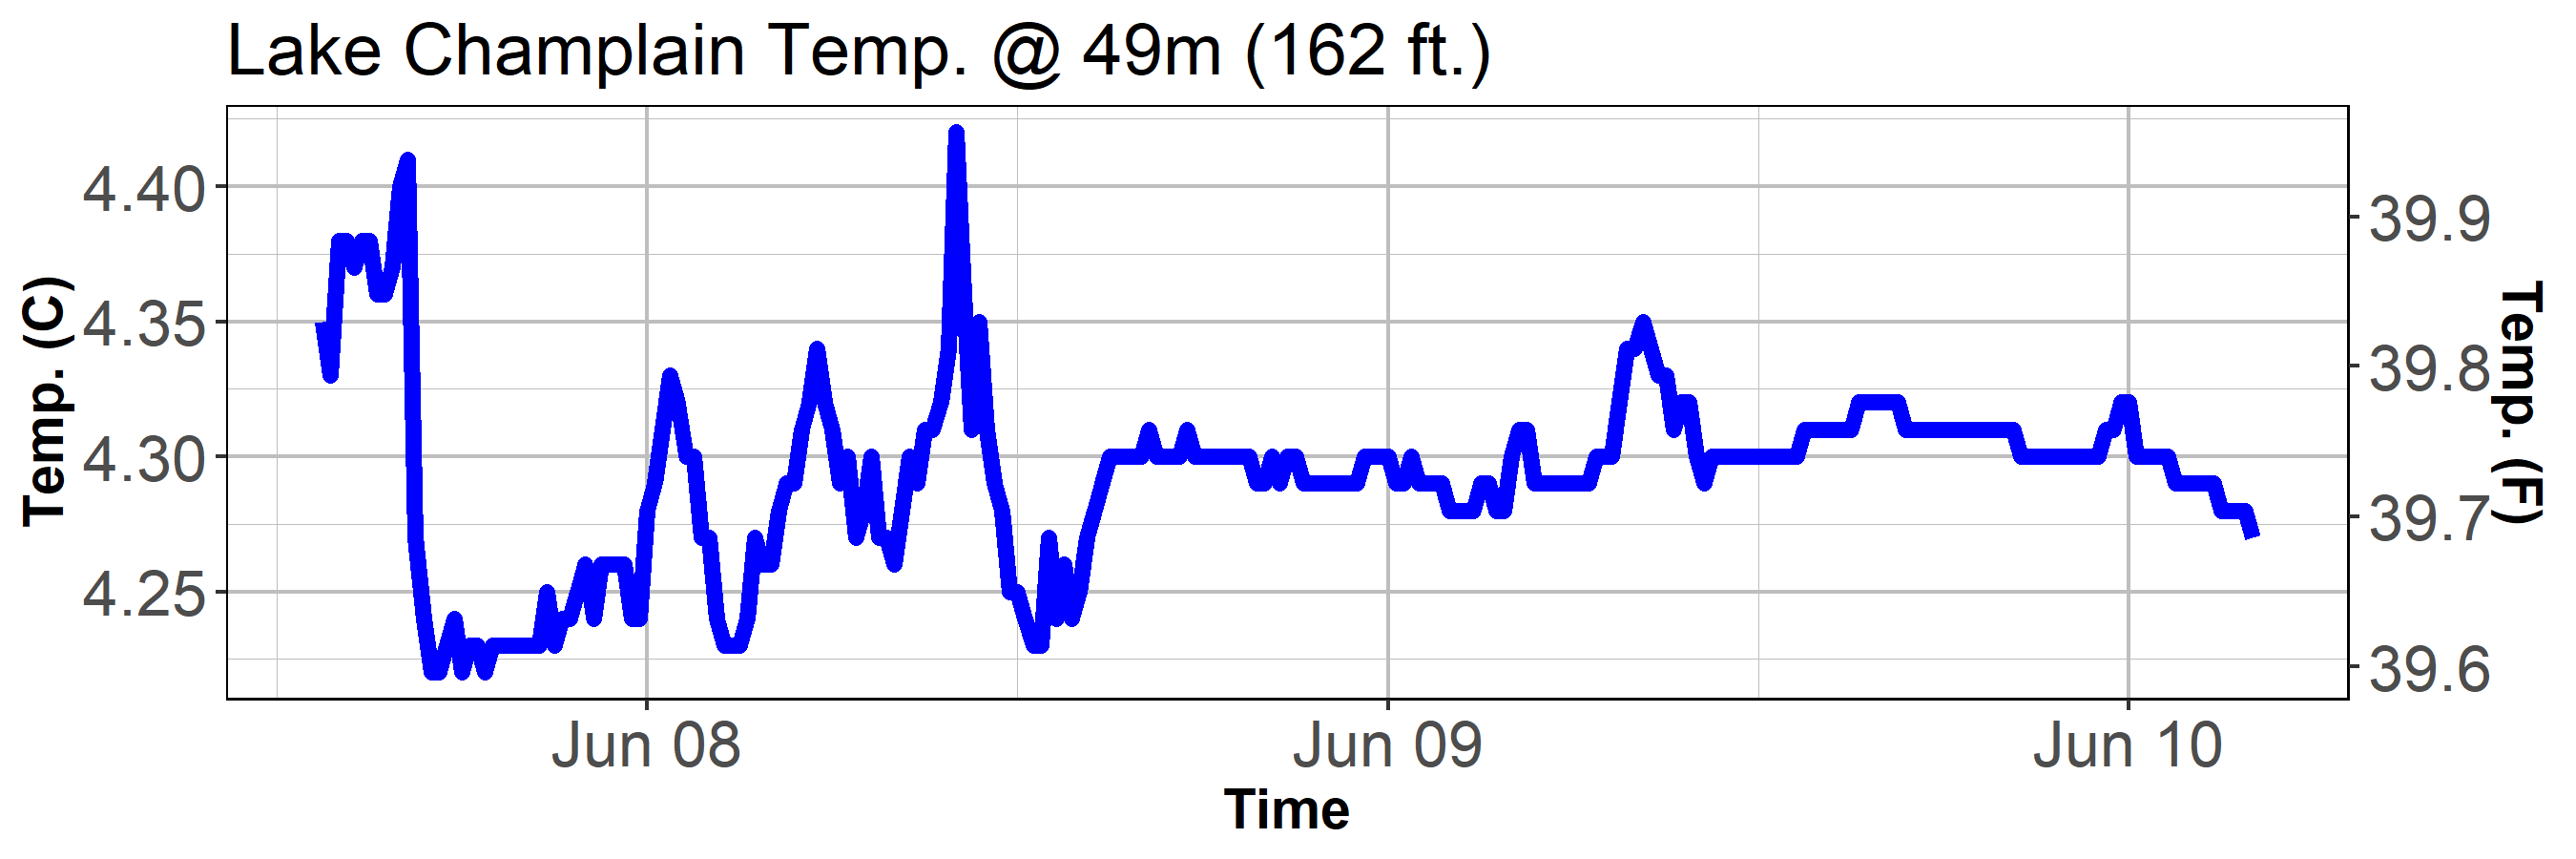 Lake Champlain Temp. @ 49m (162 ft.)
Temp. (C)
4.40
4.35
4.30
4.25
39.9
39.8
39.7
39.6
Temp. (F)
Jun 08
Jun 09
Jun 10
Time